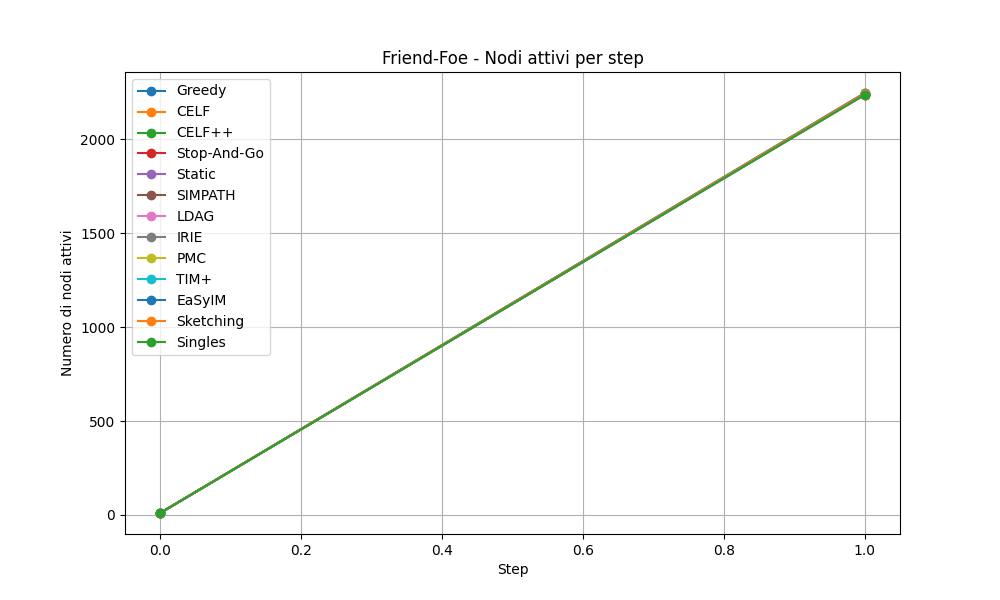 Friend-Foe - Nodi attivi per step
Greedy
CELF
CELF++
Stop-And-Go
Static
SIMPATH
LDAG
IRIE
PMC
TIM+
EaSyIM
Sketching
Singles
Numero di nodi attivi
2000
1500
1000
500
0
0.0 0.2 0.4 0.6 0.8 1.0
Step